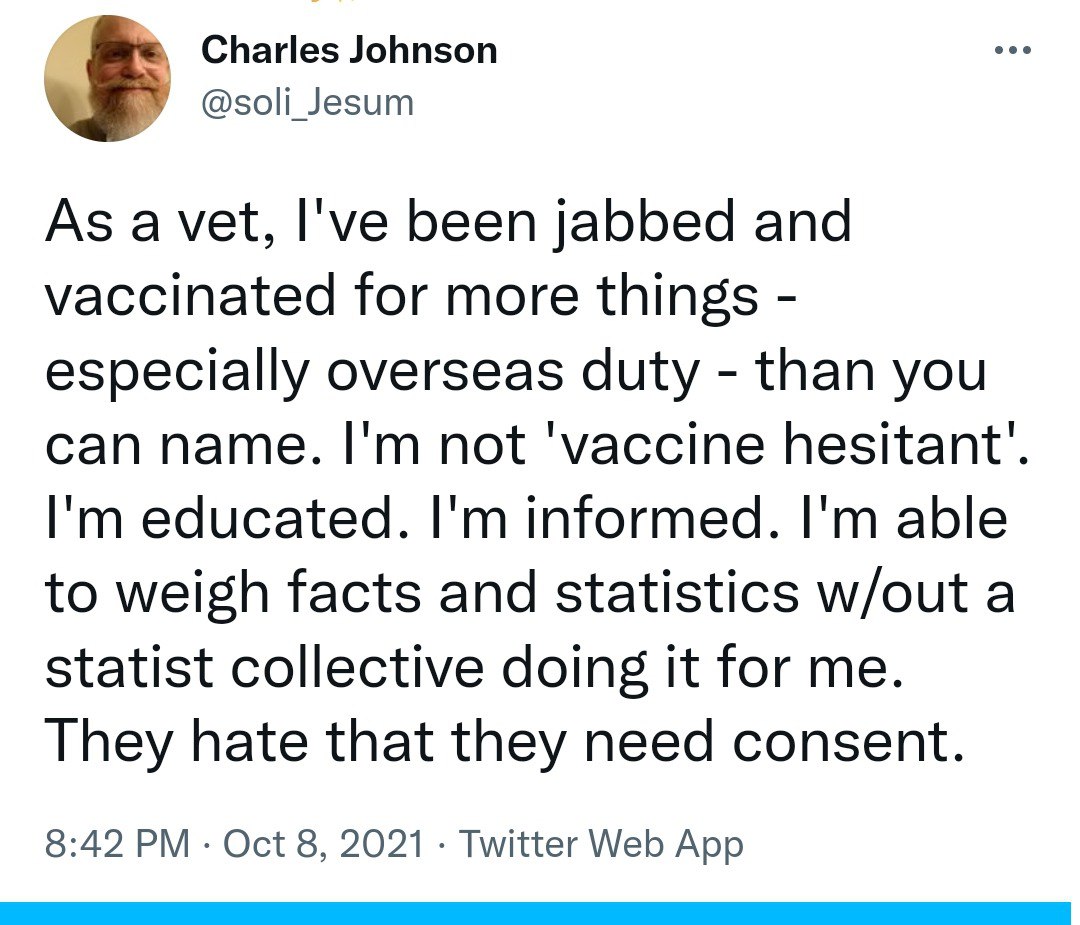 Charles Johnson
@soli_Jesum
As a vet, I've been jabbed and
vaccinated for more things -
especially overseas duty - than you
can name. I'm not 'vaccine hesitant'.
I'm educated. I'm informed. I'm able
to weigh facts and statistics w/out a
statist collective doing it for me.
They hate that they need consent.
8:42 PM · Oct 8, 2021 · Twitter Web App